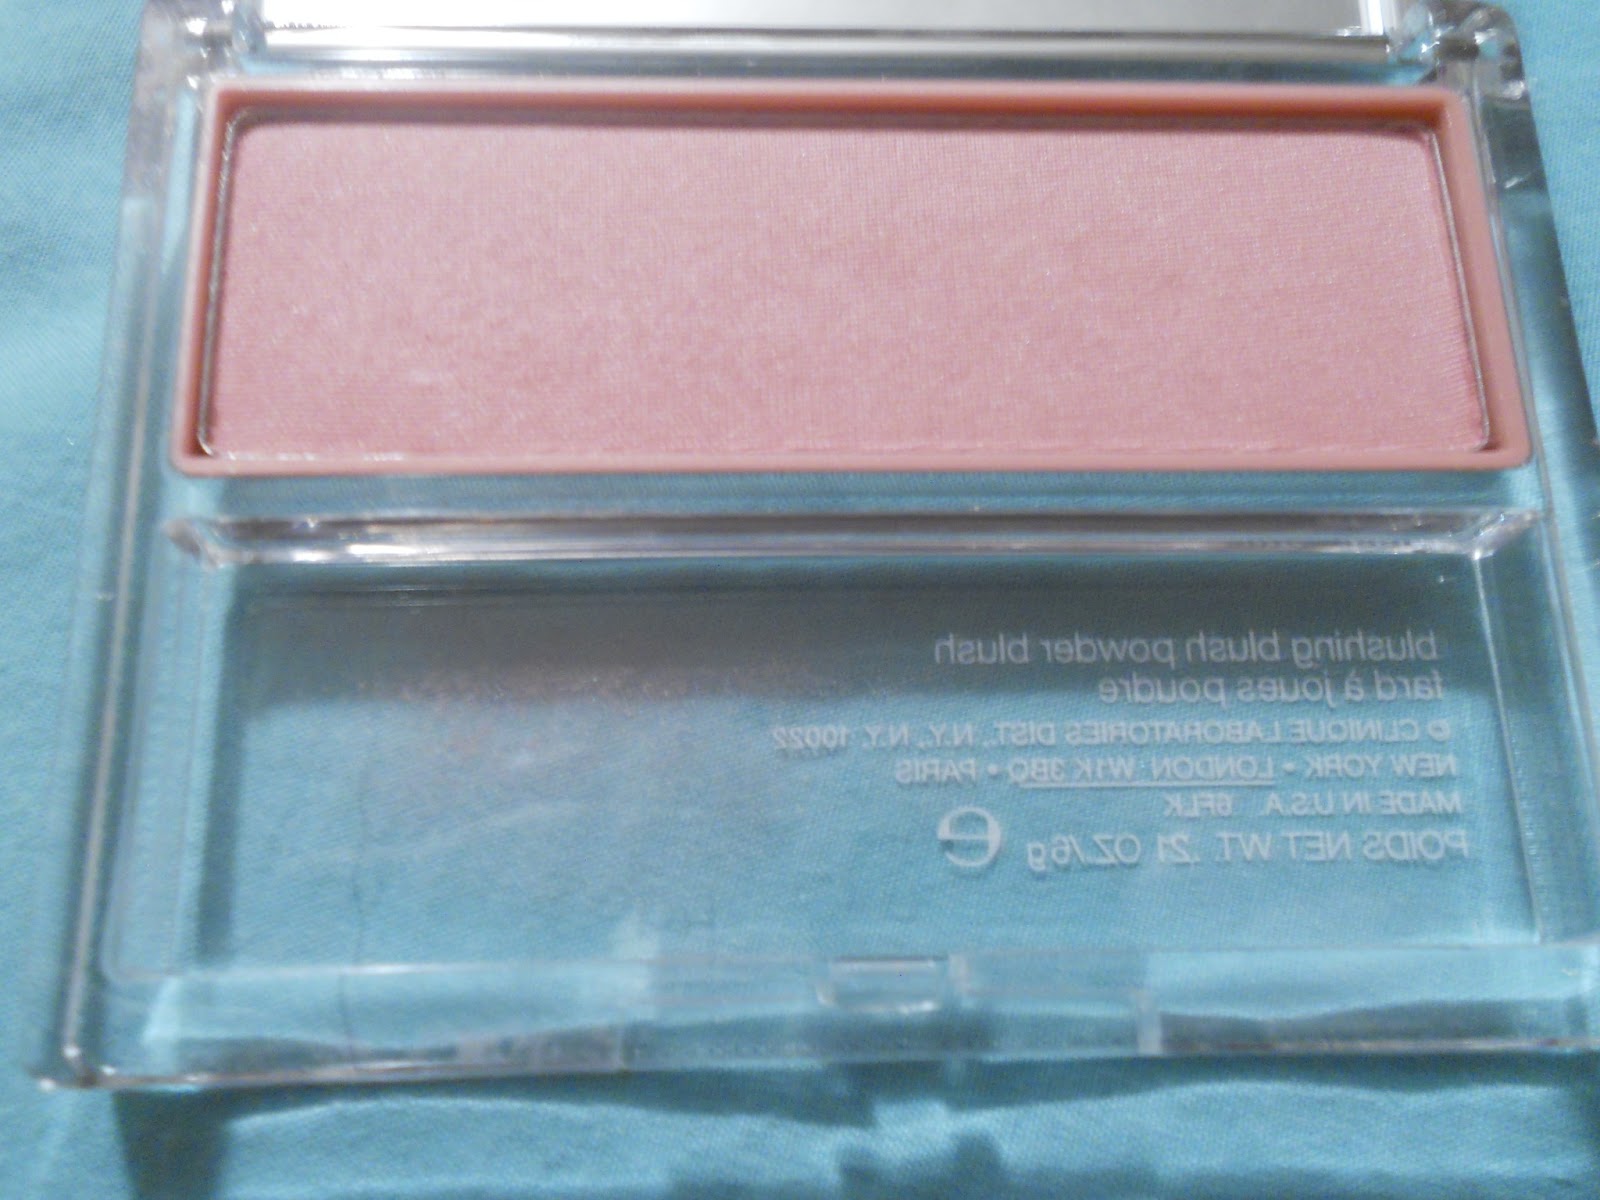 blushing blush powder blush
fard à joues poudre
© CLINIQUE LABORATORIES DIST., N.Y., N.Y. 10022
NEW YORK • LONDON W1K 3BQ • PARIS
MADE IN U.S.A. 6FLK
POIDS NET WT. .21 OZ/6g e